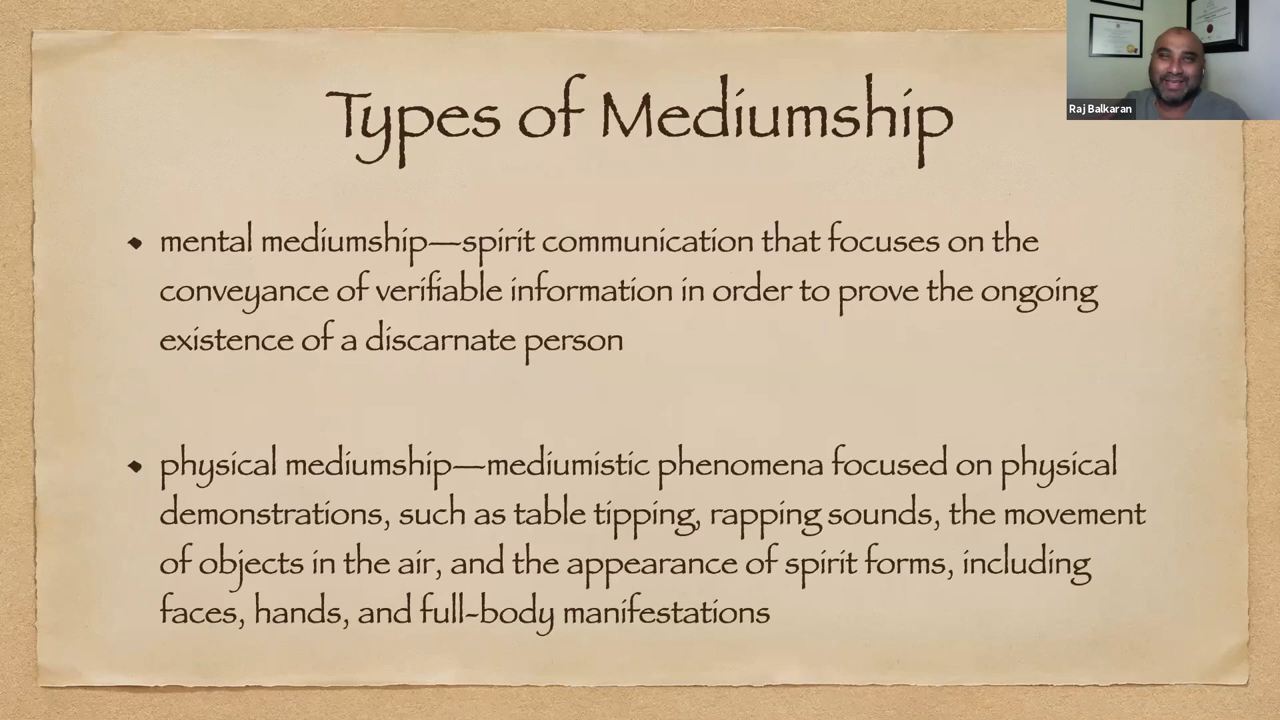 Types of Mediumship
Raj Balkaran
• mental mediumship—spirit communication that focuses on the
conveyance of verifiable information in order to prove the ongoing
existence of a discarnate person
• physical mediumship—mediumistic phenomena focused on physical
demonstrations, such as table tipping, rapping sounds, the movement
of objects in the air, and the appearance of spirit forms, including
faces, hands, and full-body manifestations